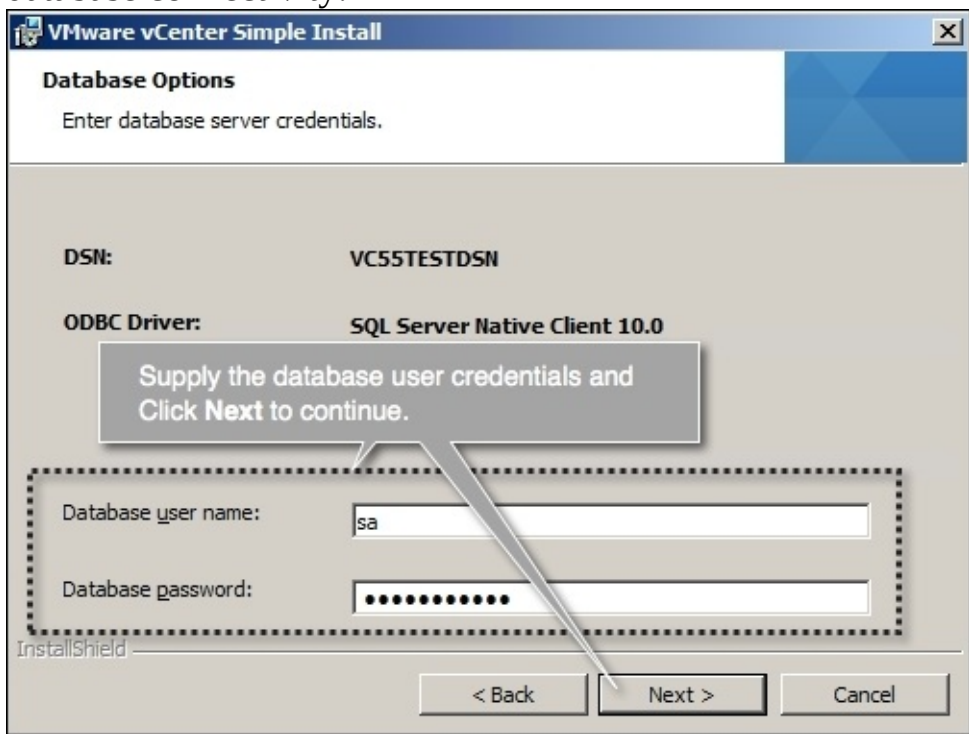 VMware vCenter Simple Install
Database Options
Enter database server credentials.
DSN: VC55TESTDSN
ODBC Driver: SQL Server Native Client 10.0
Supply the database user credentials and
Click Next to continue.
Database user name: sa
Database password: ●●●●●●●●●●●
InstallShield
< Back Next > Cancel